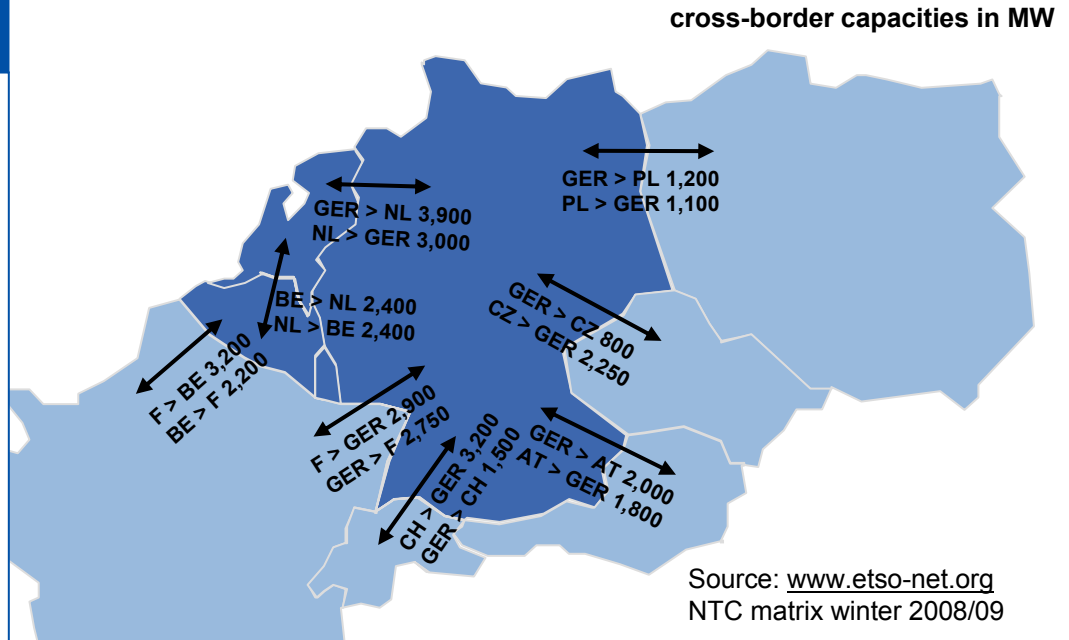 cross-border capacities in MW
GER > PL 1,200
PL > GER 1,100
GER > NL 3,900
NL > GER 3,000
BE > NL 2,400
NL > BE 2,400
GER > CZ 800
CZ > GER 2,250
F > BE 3,200
BE > F 2,200
F > GER 2,900
GER > F 2,750
CH > GER 3,200
GER > CH 1,500
GER > AT 2,000
AT > GER 1,800
Source: www.etso-net.org
NTC matrix winter 2008/09